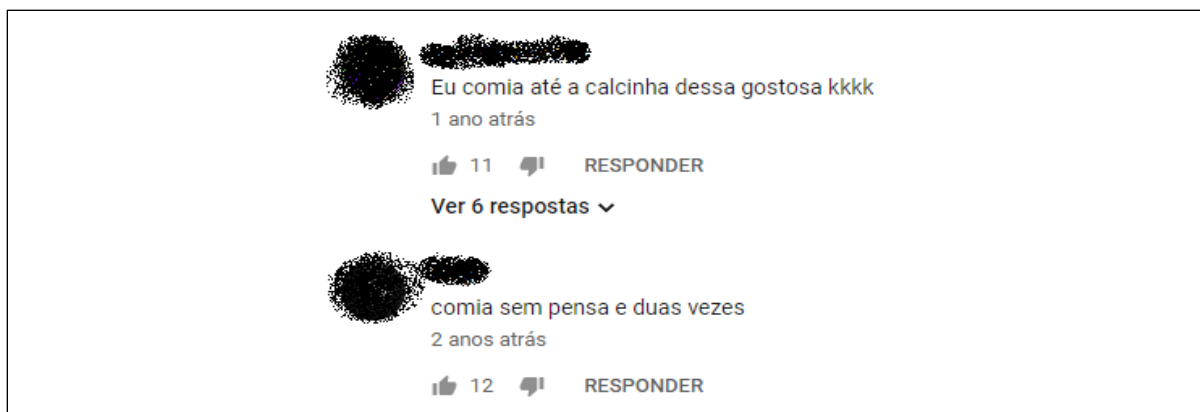 Eu comia até a calcinha dessa gostosa kkkk
1 ano atrás
11 RESPONDER
Ver 6 respostas
comia sem pensa e duas vezes
2 anos atrás
12 RESPONDER